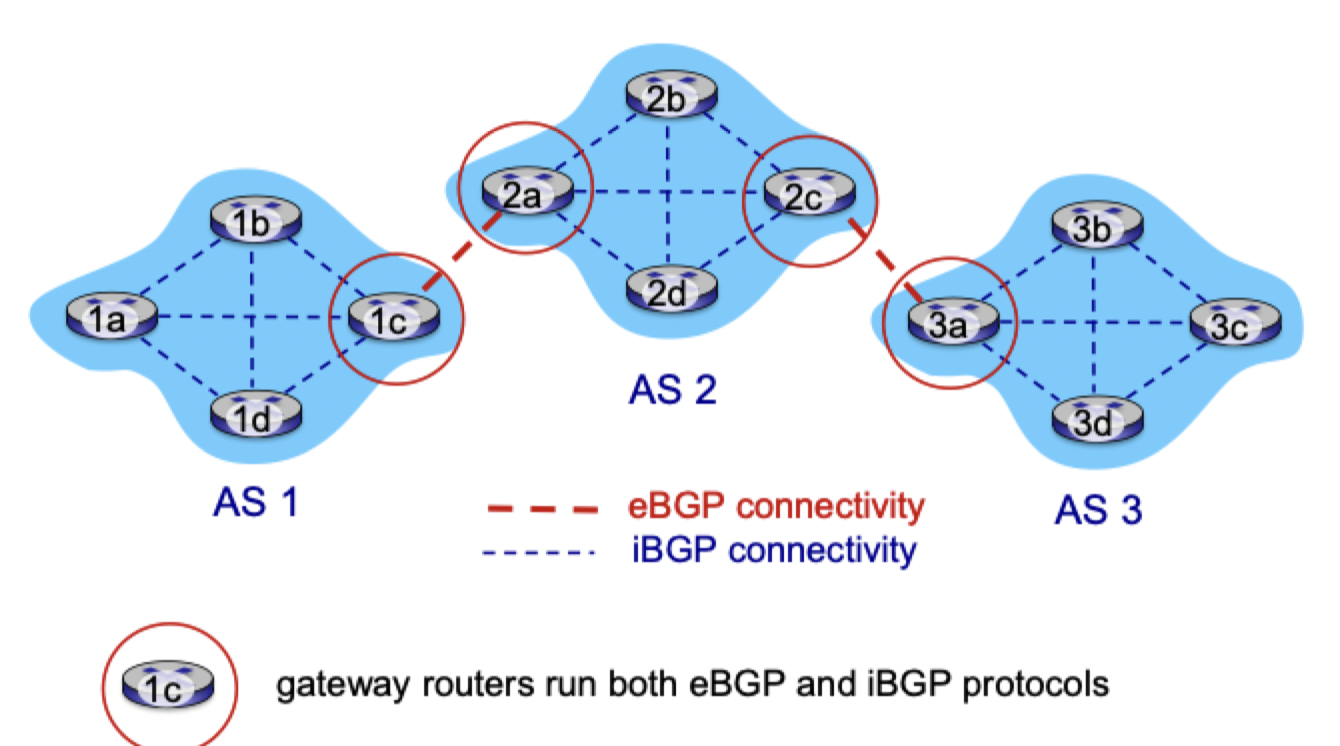 2b
2a
2c
2d
1b
1a
1c
1d
AS 1
AS 2
3b
3a
3c
3d
AS 3
eBGP connectivity
iBGP connectivity
1c
gateway routers run both eBGP and iBGP protocols